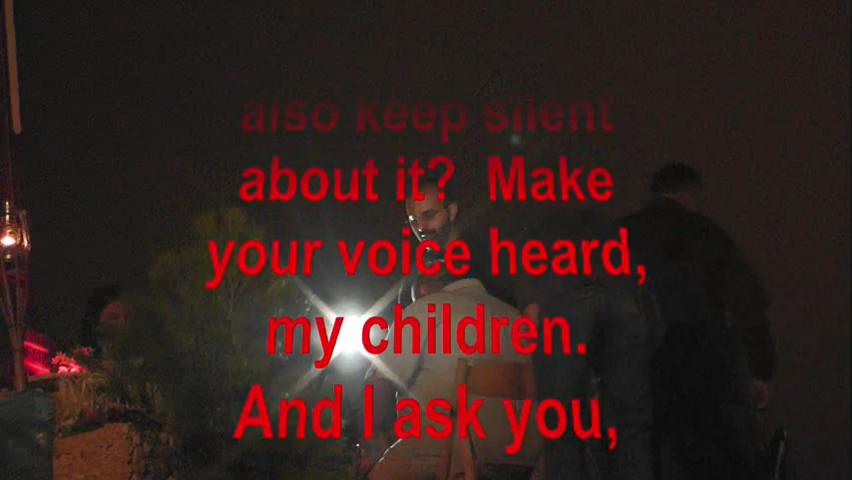 also keep silent
about it? Make
your voice heard,
my children.
And I ask you,